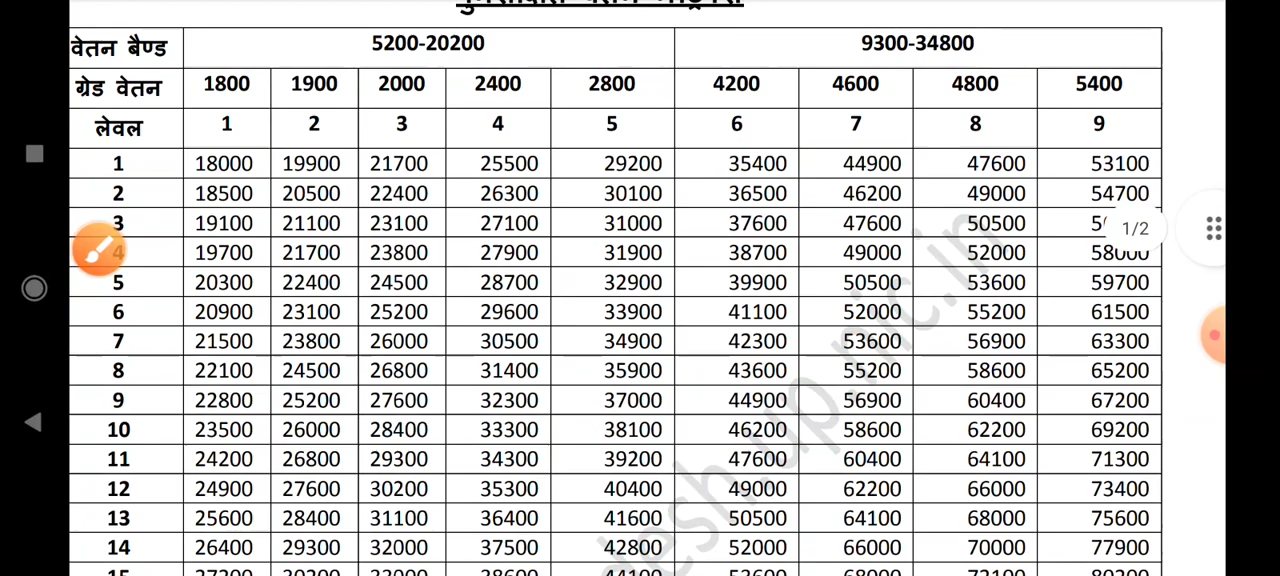 वेतन बैण्ड 5200-20200 9300-34800
ग्रेड वेतन 1800 1900 2000 2400 2800 4200 4600 4800 5400
लेवल 1 2 3 4 5 6 7 8 9
1 18000 19900 21700 25500 29200 35400 44900 47600 53100
2 18500 20500 22400 26300 30100 36500 46200 49000 54700
3 19100 21100 23100 27100 31000 37600 47600 50500
1/2
4 19700 21700 23800 27900 31900 38700 49000 52000 58000
5 20300 22400 24500 28700 32900 39900 50500 53600 59700
6 20900 23100 25200 29600 33900 41100 52000 55200 61500
7 21500 23800 26000 30500 34900 42300 53600 56900 63300
8 22100 24500 26800 31400 35900 43600 55200 58600 65200
9 22800 25200 27600 32300 37000 44900 56900 60400 67200
10 23500 26000 28400 33300 38100 46200 58600 62200 69200
11 24200 26800 29300 34300 39200 47600 60400 64100 71300
12 24900 27600 30200 35300 40400 49000 62200 66000 73400
13 25600 28400 31100 36400 41600 50500 64100 68000 75600
14 26400 29300 32000 37500 42800 52000 66000 70000 77900
desh.up.nic.in